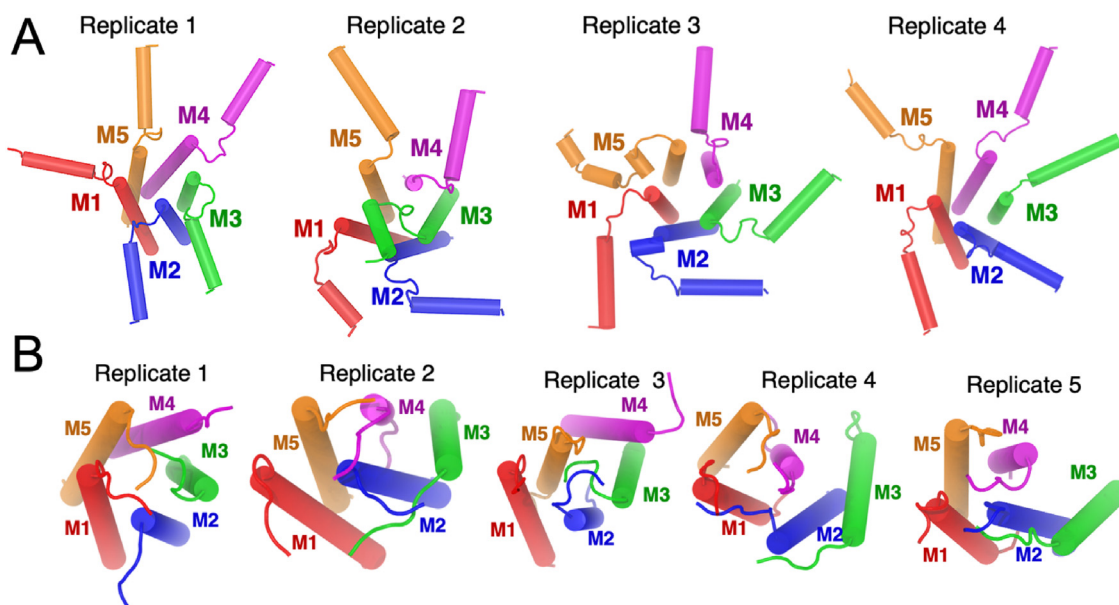 A
Replicate 1 Replicate 2 Replicate 3 Replicate 4
M5 M4 M1 M3 M2
M5 M4 M1 M3 M2
M5 M4 M1 M3 M2
M5 M4 M1 M3 M2
B
Replicate 1 Replicate 2 Replicate 3 Replicate 4 Replicate 5
M5 M4 M3 M1 M2
M5 M4 M3 M1 M2
M5 M4 M3 M1 M2
M5 M4 M3 M1 M2
M5 M4 M3 M1 M2